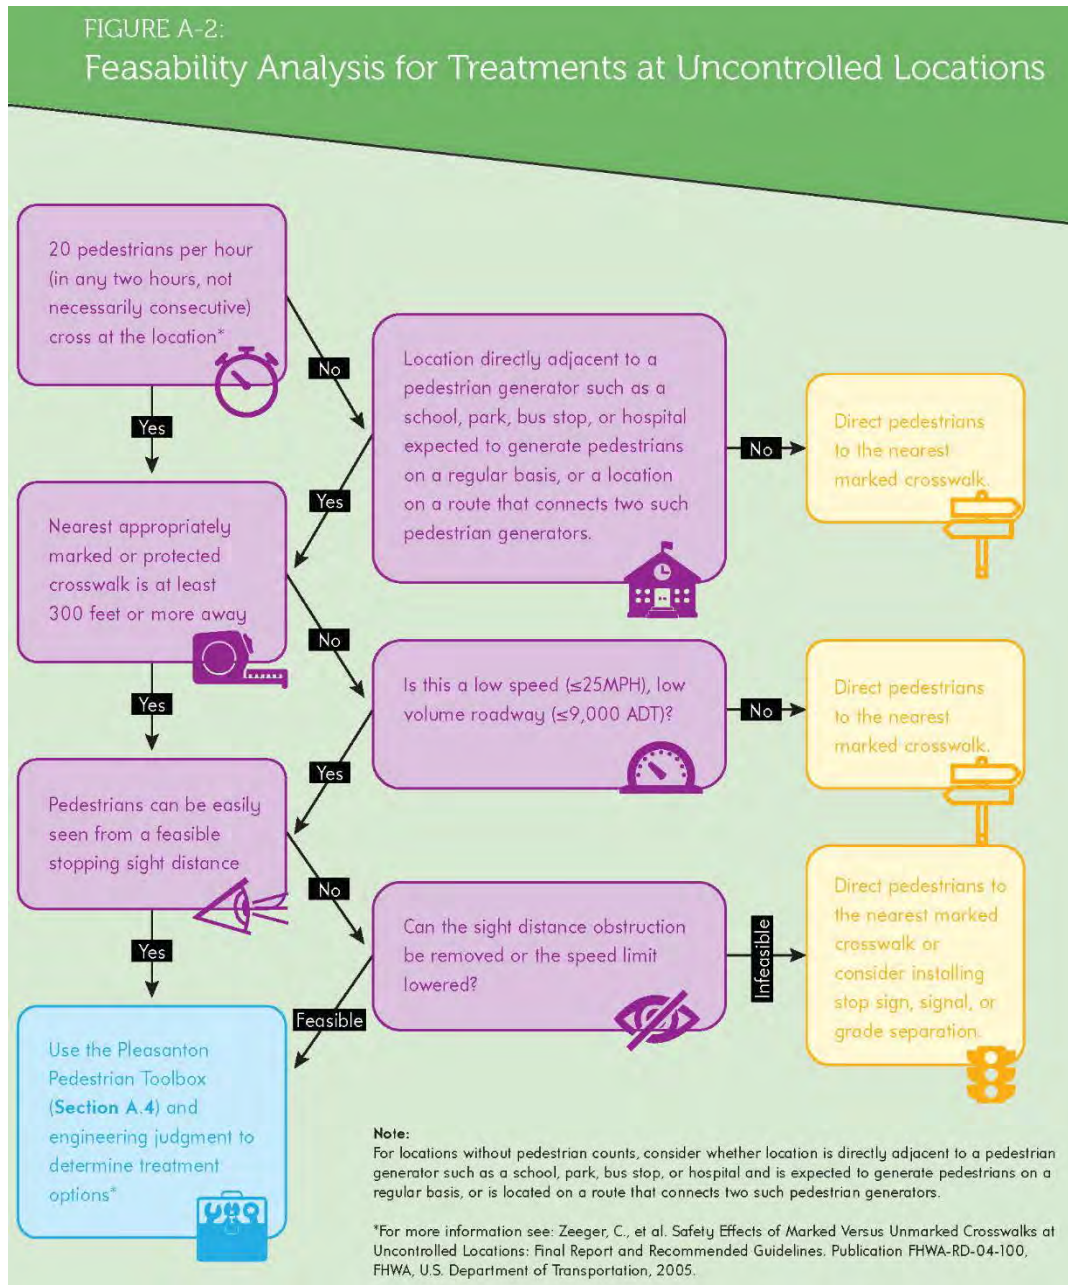 FIGURE A-2:
Feasability Analysis for Treatments at Uncontrolled Locations
20 pedestrians per hour
(in any two hours, not
necessarily consecutive)
cross at the location*
No
Yes
Location directly adjacent to a
pedestrian generator such as a
school, park, bus stop, or hospital
expected to generate pedestrians
on a regular basis, or a location
on a route that connects two such
pedestrian generators.
No
Direct pedestrians
to the nearest
marked crosswalk.
Yes
Nearest appropriately
marked or protected
crosswalk is at least
300 feet or more away
No
Yes
Is this a low speed (≤25MPH), low
volume roadway (≤9,000 ADT)?
No
Direct pedestrians
to the nearest
marked crosswalk.
Yes
Pedestrians can be easily
seen from a feasible
stopping sight distance
No
Yes
Can the sight distance obstruction
be removed or the speed limit
lowered?
Infeasible
Direct pedestrians to
the nearest marked
crosswalk or
consider installing
stop sign, signal, or
grade separation.
Feasible
Use the Pleasanton
Pedestrian Toolbox
(Section A.4) and
engineering judgment to
determine treatment
options*
Note:
For locations without pedestrian counts, consider whether location is directly adjacent to a pedestrian
generator such as a school, park, bus stop, or hospital and is expected to generate pedestrians on a
regular basis, or is located on a route that connects two such pedestrian generators.
*For more information see: Zeeger, C., et al. Safety Effects of Marked Versus Unmarked Crosswalks at
Uncontrolled Locations: Final Report and Recommended Guidelines. Publication FHWA-RD-04-100,
FHWA, U.S. Department of Transportation, 2005.